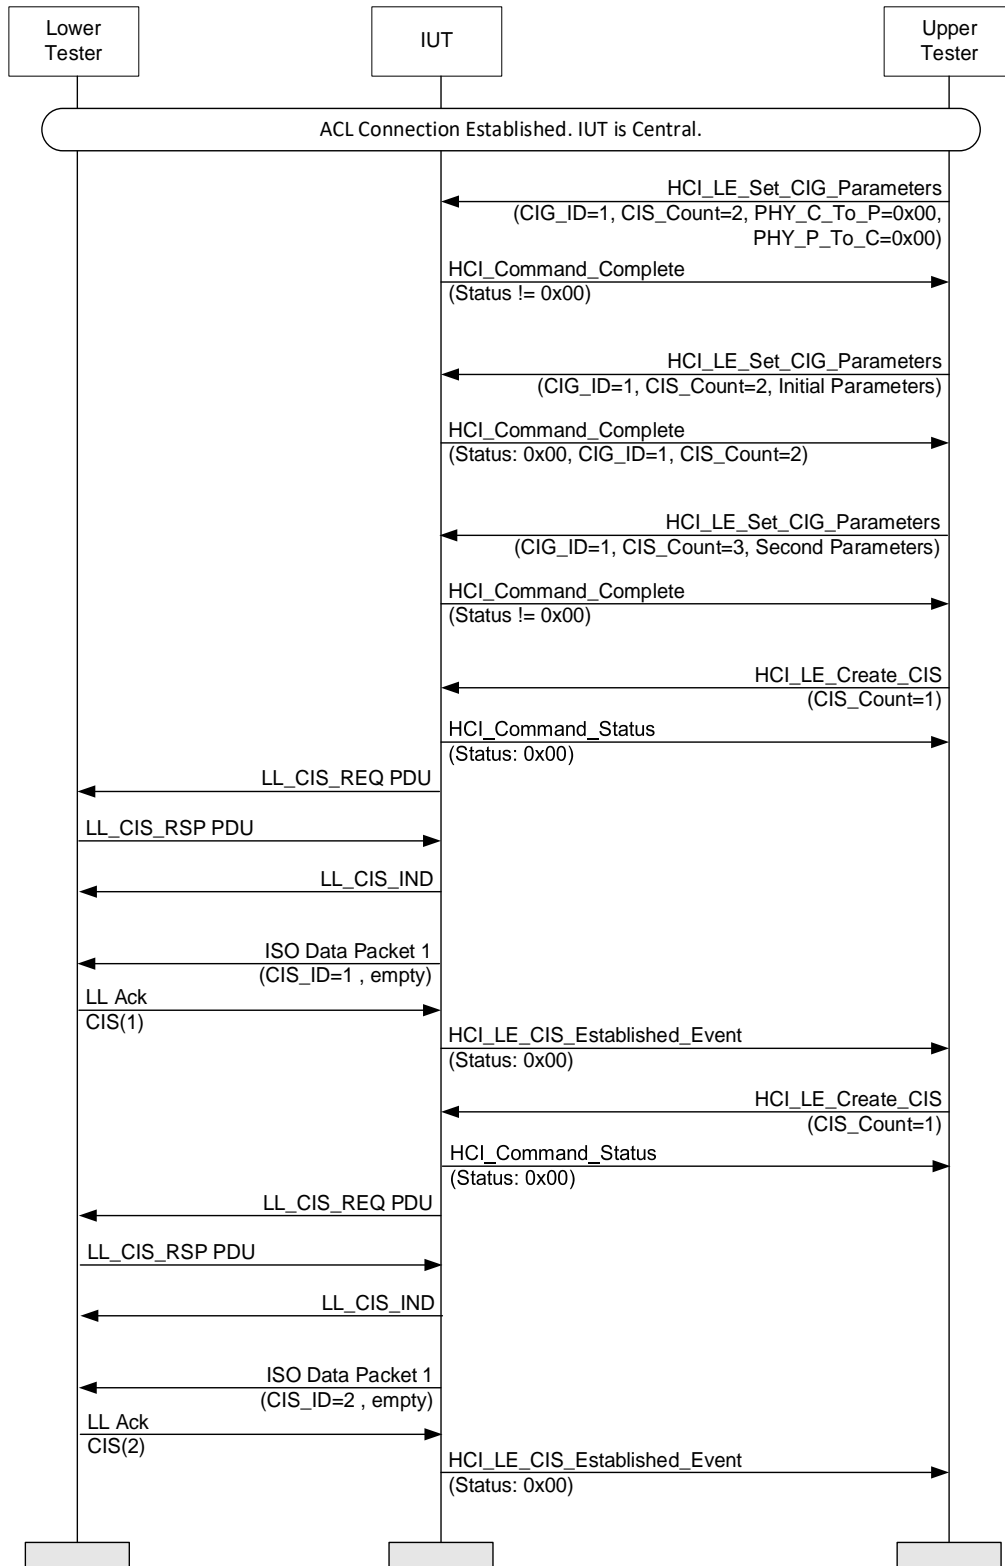 Lower
Tester
IUT
Upper
Tester
ACL Connection Established. IUT is Central.
HCI_LE_Set_CIG_Parameters
(CIG_ID=1, CIS_Count=2, PHY_C_To_P=0x00,
PHY_P_To_C=0x00)
HCI_Command_Complete
(Status != 0x00)
HCI_LE_Set_CIG_Parameters
(CIG_ID=1, CIS_Count=2, Initial Parameters)
HCI_Command_Complete
(Status: 0x00, CIG_ID=1, CIS_Count=2)
HCI_LE_Set_CIG_Parameters
(CIG_ID=1, CIS_Count=3, Second Parameters)
HCI_Command_Complete
(Status != 0x00)
HCI_LE_Create_CIS
(CIS_Count=1)
HCI_Command_Status
(Status: 0x00)
LL_CIS_REQ PDU
LL_CIS_RSP PDU
LL_CIS_IND
ISO Data Packet 1
(CIS_ID=1 , empty)
LL Ack
CIS(1)
HCI_LE_CIS_Established_Event
(Status: 0x00)
HCI_LE_Create_CIS
(CIS_Count=1)
HCI_Command_Status
(Status: 0x00)
LL_CIS_REQ PDU
LL_CIS_RSP PDU
LL_CIS_IND
ISO Data Packet 1
(CIS_ID=2 , empty)
LL Ack
CIS(2)
HCI_LE_CIS_Established_Event
(Status: 0x00)